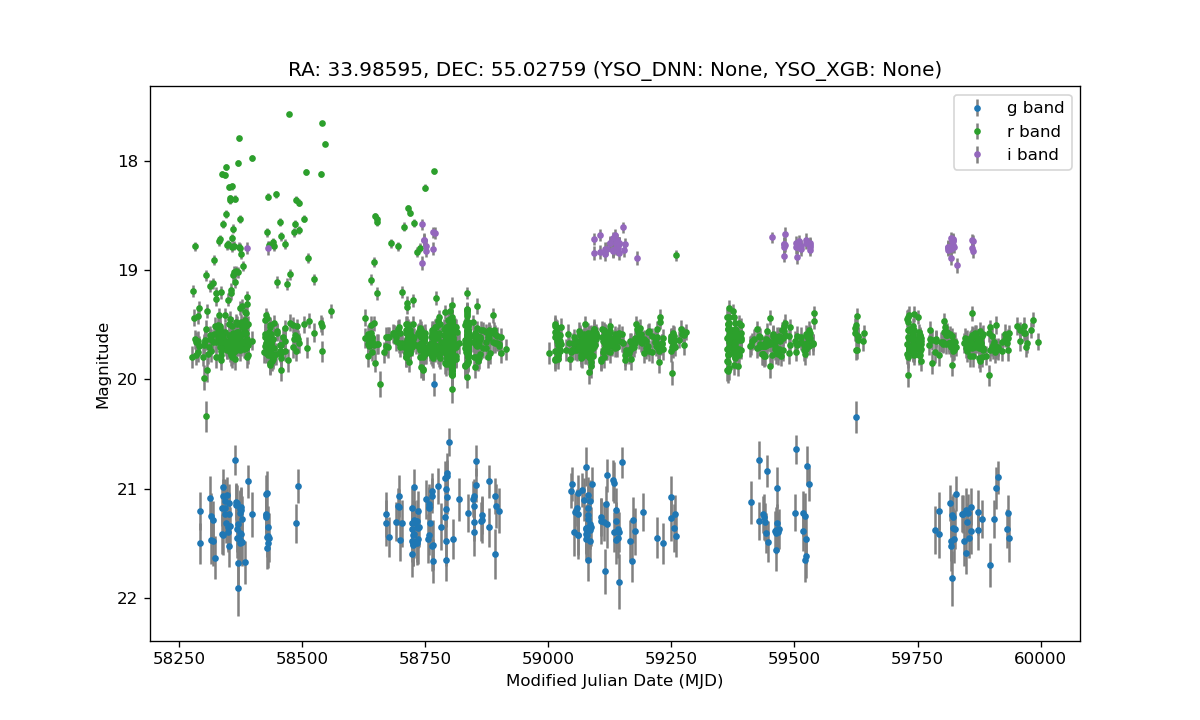 RA: 33.98595, DEC: 55.02759 (YSO_DNN: None, YSO_XGB: None)
g band
r band
i band
18
19
20
21
22
Magnitude
58250 58500 58750 59000 59250 59500 59750 60000
Modified Julian Date (MJD)